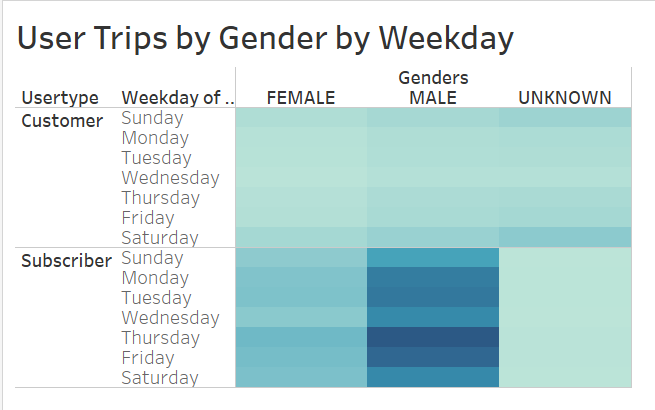 User Trips by Gender by Weekday
Genders
Usertype Weekday of .. FEMALE MALE UNKNOWN
Customer Sunday
Monday
Tuesday
Wednesday
Thursday
Friday
Saturday
Subscriber Sunday
Monday
Tuesday
Wednesday
Thursday
Friday
Saturday